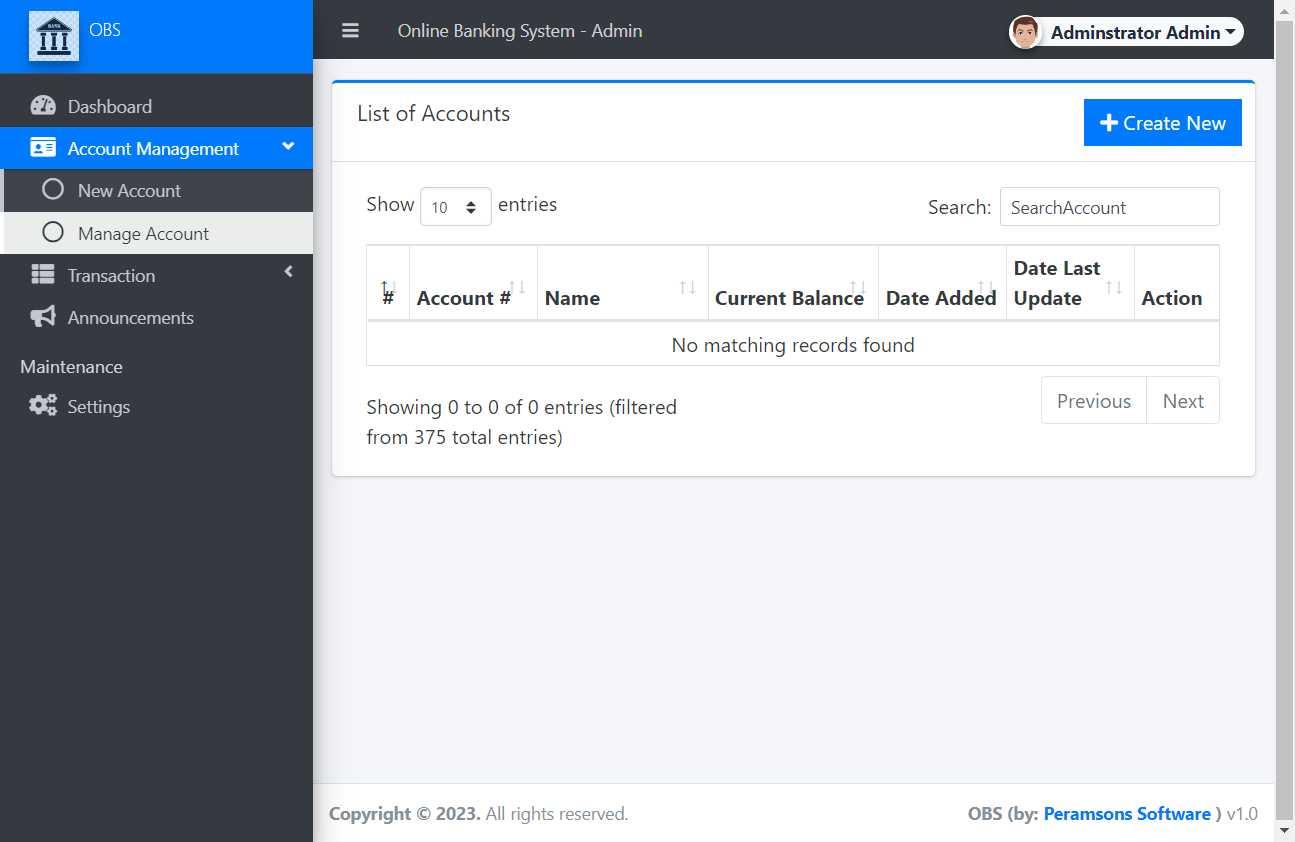 BANK
OBS
Online Banking System - Admin
Adminstrator Admin
Dashboard
Account Management
New Account
Manage Account
Transaction
Announcements
Maintenance
Settings
List of Accounts
Create New
Show 10 entries
Search: SearchAccount
# Account # Name Current Balance Date Added Date Last Update Action
No matching records found
Showing 0 to 0 of 0 entries (filtered
from 375 total entries)
Previous Next
Copyright © 2023. All rights reserved.
OBS (by: Peramsons Software ) v1.0